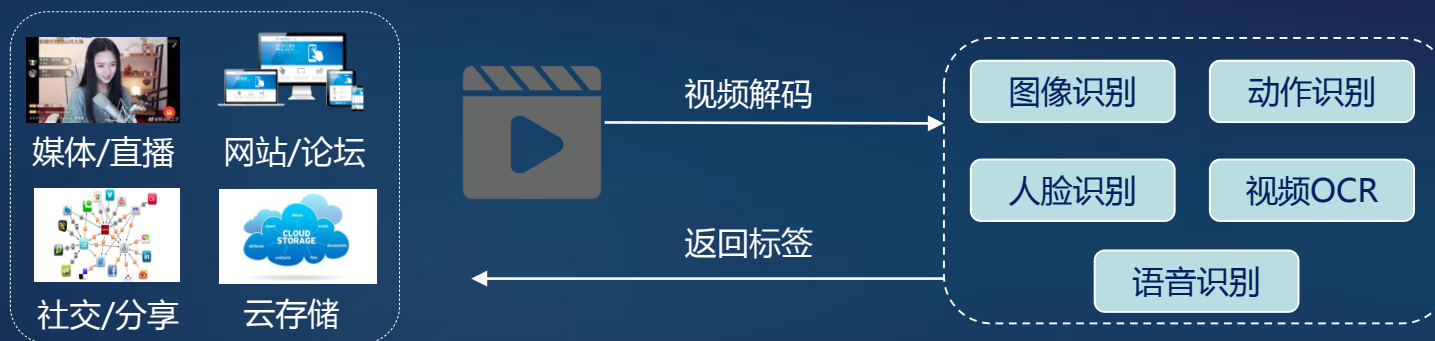 媒体/直播
网站/论坛
CLOUD
STORAGE
社交/分享
云存储
视频解码
返回标签
图像识别
动作识别
人脸识别
视频OCR
语音识别